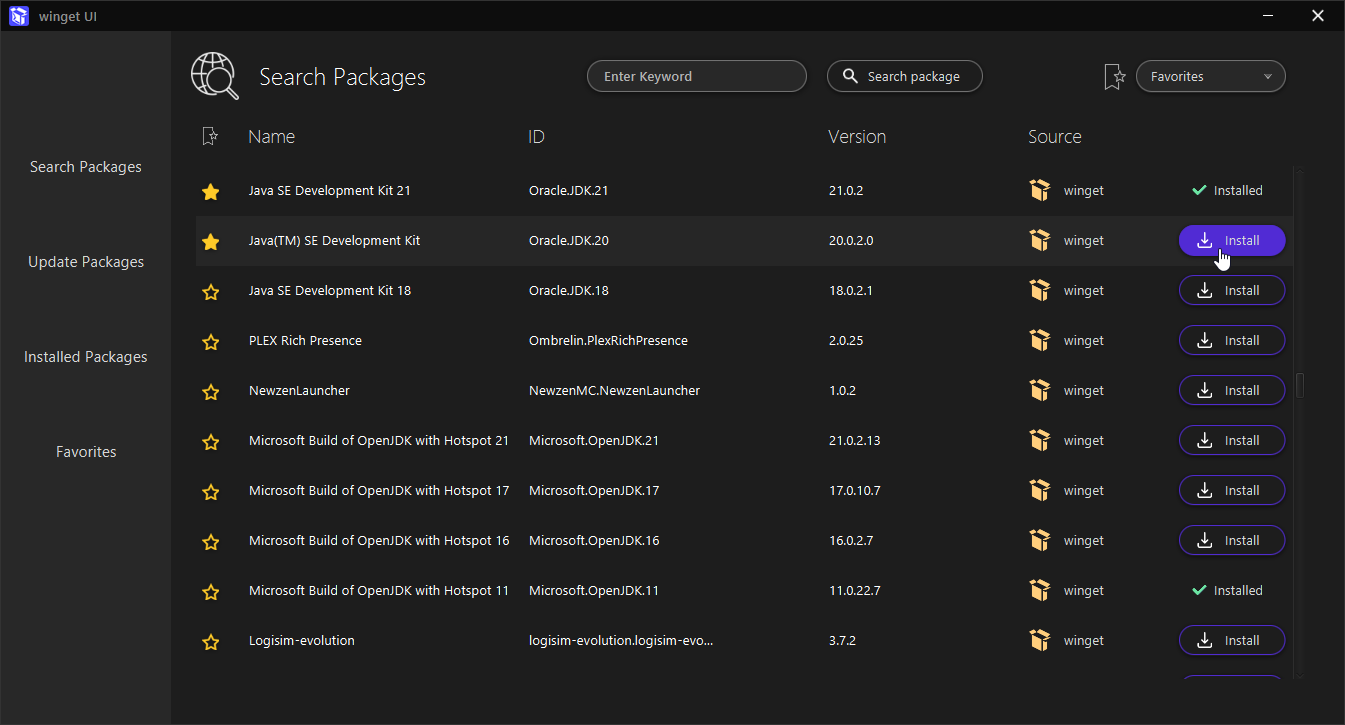 winget UI
Search Packages
Enter Keyword
Search package
Favorites
Search Packages
Update Packages
Installed Packages
Favorites
Name ID Version Source
Java SE Development Kit 21 Oracle.JDK.21 21.0.2 winget Installed
Java(TM) SE Development Kit Oracle.JDK.20 20.0.2.0 winget Install
Java SE Development Kit 18 Oracle.JDK.18 18.0.2.1 winget Install
PLEX Rich Presence Ombrelin.PlexRichPresence 2.0.25 winget Install
NewzenLauncher NewzenMC.NewzenLauncher 1.0.2 winget Install
Microsoft Build of OpenJDK with Hotspot 21 Microsoft.OpenJDK.21 21.0.2.13 winget Install
Microsoft Build of OpenJDK with Hotspot 17 Microsoft.OpenJDK.17 17.0.10.7 winget Install
Microsoft Build of OpenJDK with Hotspot 16 Microsoft.OpenJDK.16 16.0.2.7 winget Install
Microsoft Build of OpenJDK with Hotspot 11 Microsoft.OpenJDK.11 11.0.22.7 winget Installed
Logisim-evolution logisim-evolution.logisim-evo... 3.7.2 winget Install